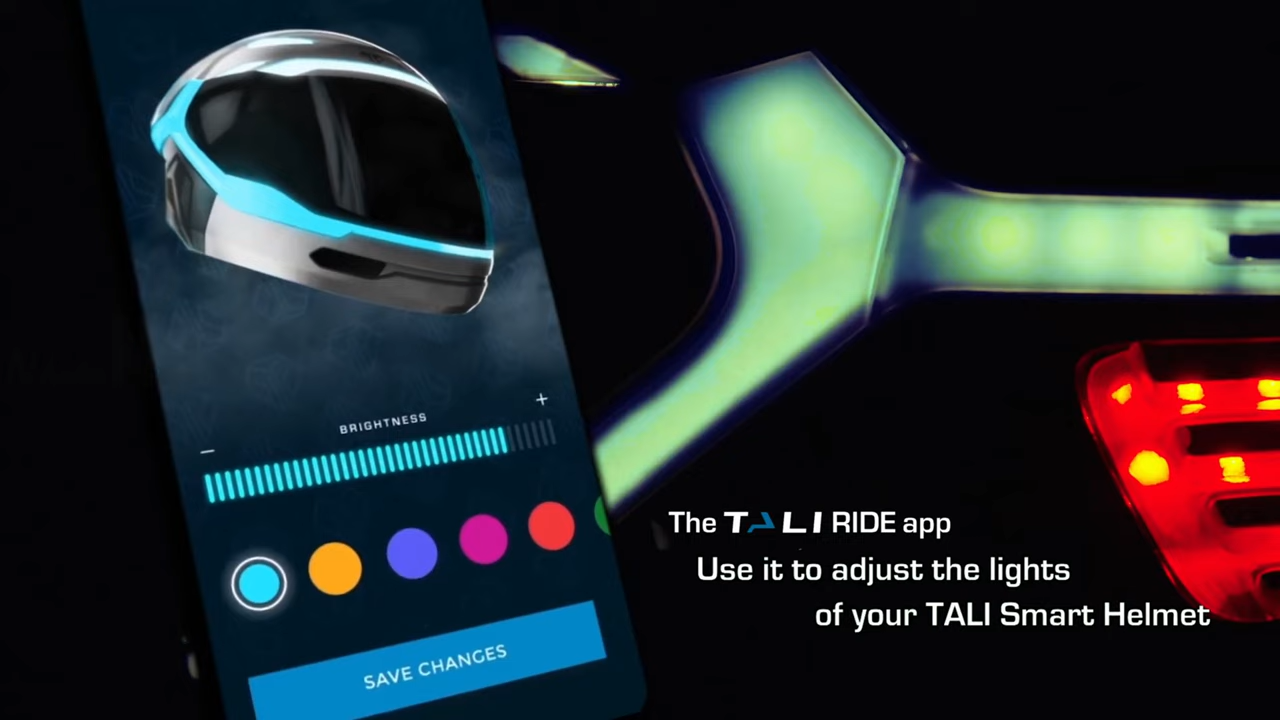 BRIGHTNESS
SAVE CHANGES
The TALI RIDE app
Use it to adjust the lights
of your TALI Smart Helmet